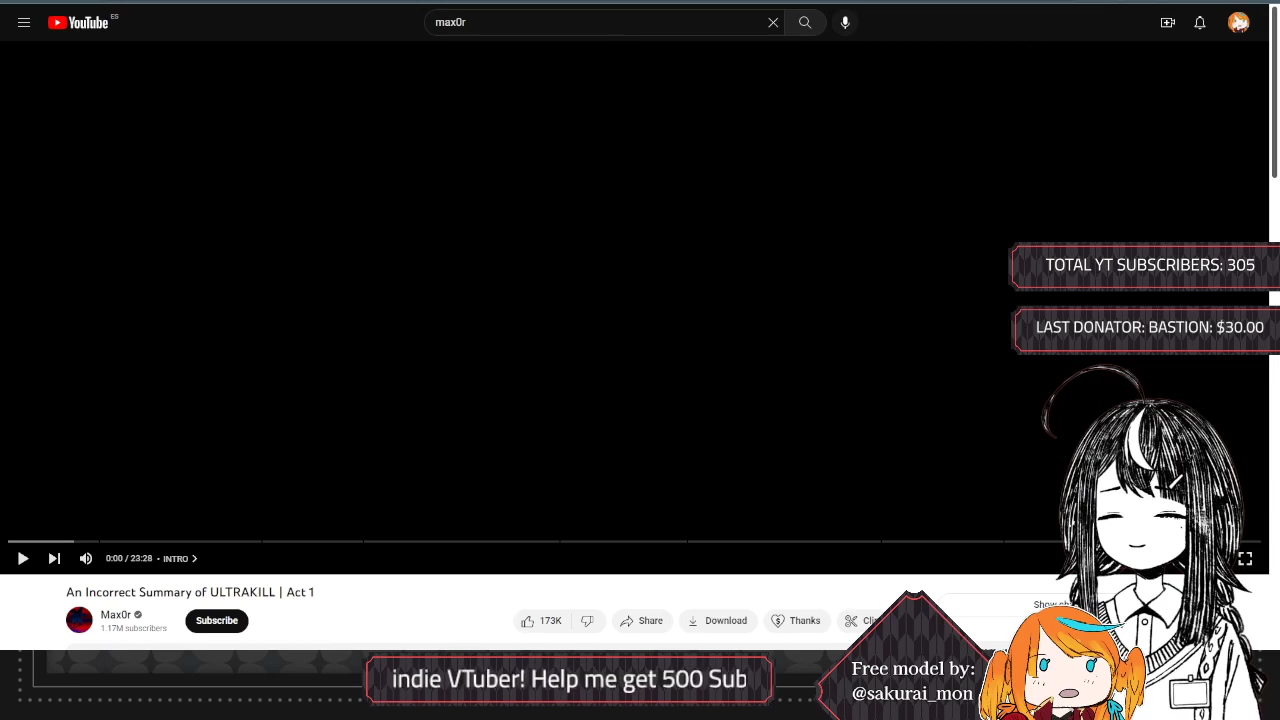 YouTube ES
max0r
TOTAL YT SUBSCRIBERS: 305
LAST DONATOR: BASTION: $30.00
0:00 / 23:28 • INTRO
An Incorrect Summary of ULTRAKILL | Act 1
Max0r
1.17M subscribers
Subscribe
173K
Share
Download
Thanks
Show
indie VTuber! Help me get 500 Sub
Free model by:
@sakurai_mon